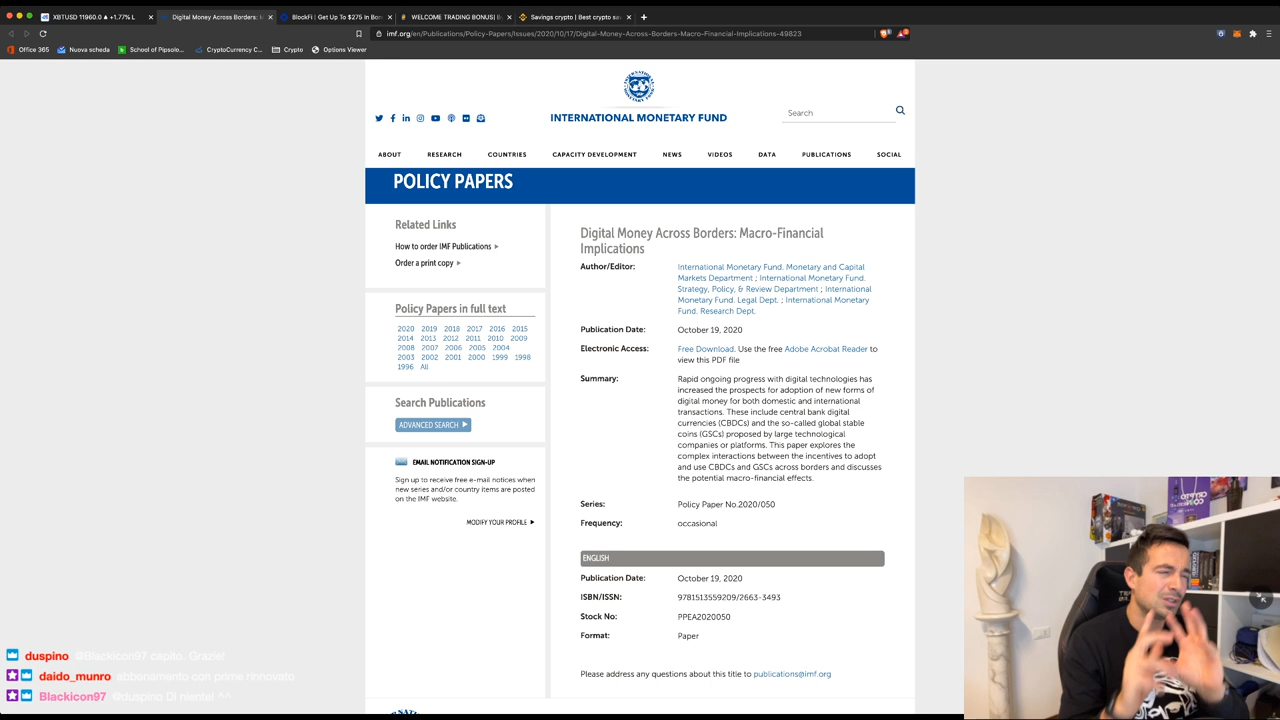 XBTUSD 11960.0 ▲ +1.77% L
Digital Money Across Borders: M
BlockFi | Get Up To $275 In Bon
WELCOME TRADING BONUS| B
Savings crypto | Best crypto sav
imf.org/en/Publications/Policy-Papers/Issues/2020/10/17/Digital-Money-Across-Borders-Macro-Financial-Implications-49823
Office 365
Nuova scheda
School of Pipsolo...
CryptoCurrency C...
Crypto
Options Viewer
INTERNATIONAL MONETARY FUND
Search
ABOUT
RESEARCH
COUNTRIES
CAPACITY DEVELOPMENT
NEWS
VIDEOS
DATA
PUBLICATIONS
SOCIAL
POLICY PAPERS
Related Links
How to order IMF Publications
Order a print copy
Policy Papers in full text
2020 2019 2018 2017 2016 2015
2014 2013 2012 2011 2010 2009
2008 2007 2006 2005 2004
2003 2002 2001 2000 1999 1998
1996 All
Search Publications
ADVANCED SEARCH
EMAIL NOTIFICATION SIGN-UP
Sign up to receive free e-mail notices when
new series and/or country items are posted
on the IMF website.
MODIFY YOUR PROFILE
Digital Money Across Borders: Macro-Financial
Implications
Author/Editor:
International Monetary Fund. Monetary and Capital
Markets Department ; International Monetary Fund.
Strategy, Policy, & Review Department ; International
Monetary Fund. Legal Dept. ; International Monetary
Fund. Research Dept.
Publication Date: October 19, 2020
Electronic Access: Free Download. Use the free Adobe Acrobat Reader to
view this PDF file
Summary:
Rapid ongoing progress with digital technologies has
increased the prospects for adoption of new forms of
digital money for both domestic and international
transactions. These include central bank digital
currencies (CBDCs) and the so-called global stable
coins (GSCs) proposed by large technological
companies or platforms. This paper explores the
complex interactions between the incentives to adopt
and use CBDCs and GSCs across borders and discusses
the potential macro-financial effects.
Series: Policy Paper No.2020/050
Frequency: occasional
ENGLISH
Publication Date: October 19, 2020
ISBN/ISSN: 9781513559209/2663-3493
Stock No: PPEA2020050
Format: Paper
Please address any questions about this title to publications@imf.org
duspino @Blackicon97 capito. Grazie!
daido_munro abbonamento con prime rinnovato
Blackicon97 @duspino Di niente! ^^